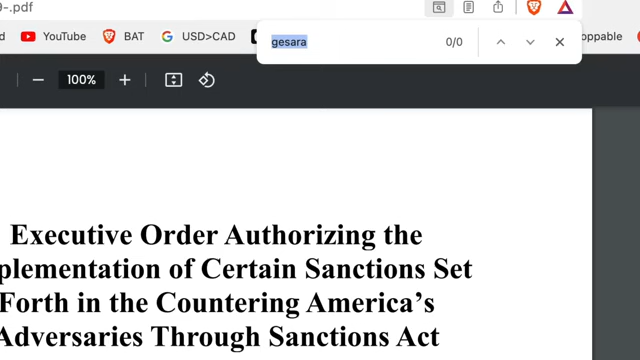 9-.pdf
gesara 0/0
d YouTube BAT USD>CAD oppable
100%
Executive Order Authorizing the
plementation of Certain Sanctions Set
Forth in the Countering America's
Adversaries Through Sanctions Act